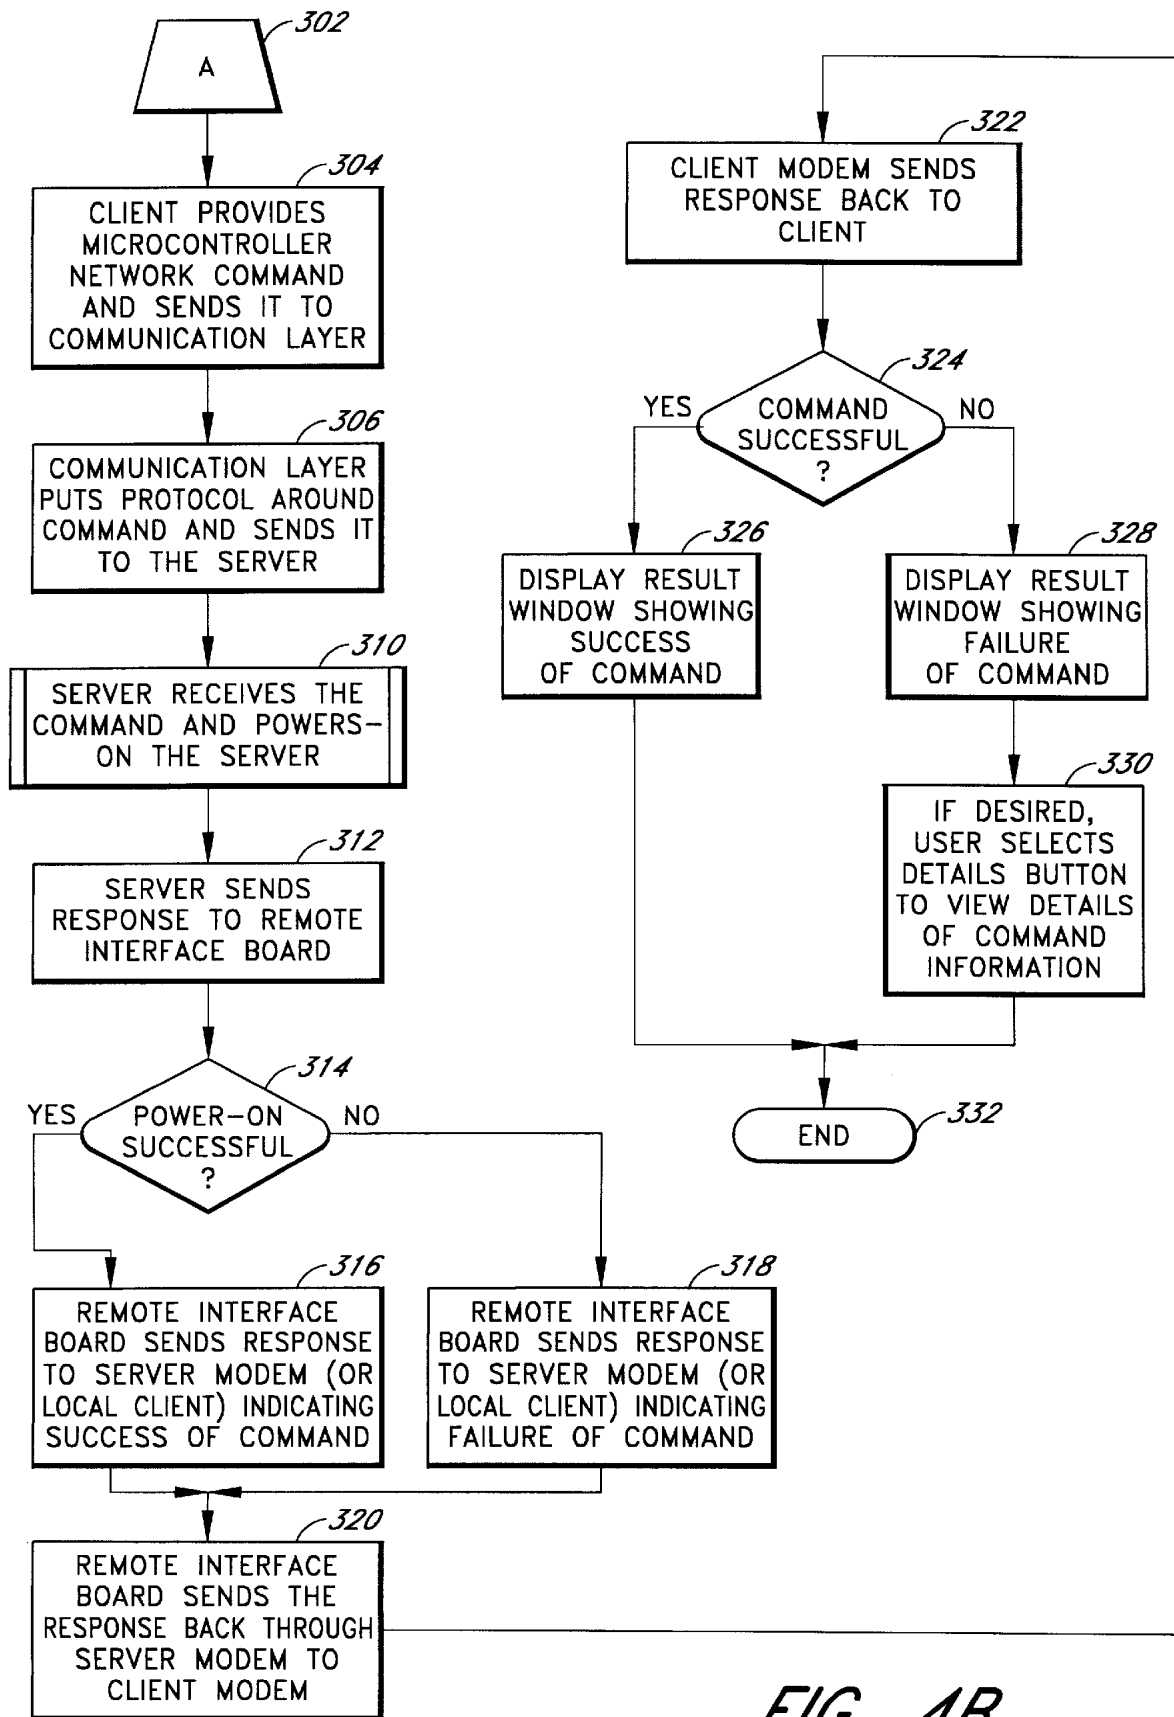 302
A
304
CLIENT PROVIDES
MICROCONTROLLER
NETWORK COMMAND
AND SENDS IT TO
COMMUNICATION LAYER
306
COMMUNICATION LAYER
PUTS PROTOCOL AROUND
COMMAND AND SENDS IT
TO THE SERVER
310
SERVER RECEIVES THE
COMMAND AND POWERS-
ON THE SERVER
312
SERVER SENDS
RESPONSE TO REMOTE
INTERFACE BOARD
314
YES
POWER-ON
SUCCESSFUL
?
NO
316
REMOTE INTERFACE
BOARD SENDS RESPONSE
TO SERVER MODEM (OR
LOCAL CLIENT) INDICATING
SUCCESS OF COMMAND
318
REMOTE INTERFACE
BOARD SENDS RESPONSE
TO SERVER MODEM (OR
LOCAL CLIENT) INDICATING
FAILURE OF COMMAND
320
REMOTE INTERFACE
BOARD SENDS THE
RESPONSE BACK THROUGH
SERVER MODEM TO
CLIENT MODEM
322
CLIENT MODEM SENDS
RESPONSE BACK TO
CLIENT
324
YES
COMMAND
SUCCESSFUL
?
NO
326
DISPLAY RESULT
WINDOW SHOWING
SUCCESS
OF COMMAND
328
DISPLAY RESULT
WINDOW SHOWING
FAILURE
OF COMMAND
330
IF DESIRED,
USER SELECTS
DETAILS BUTTON
TO VIEW DETAILS
OF COMMAND
INFORMATION
END
332
FIG. 4B